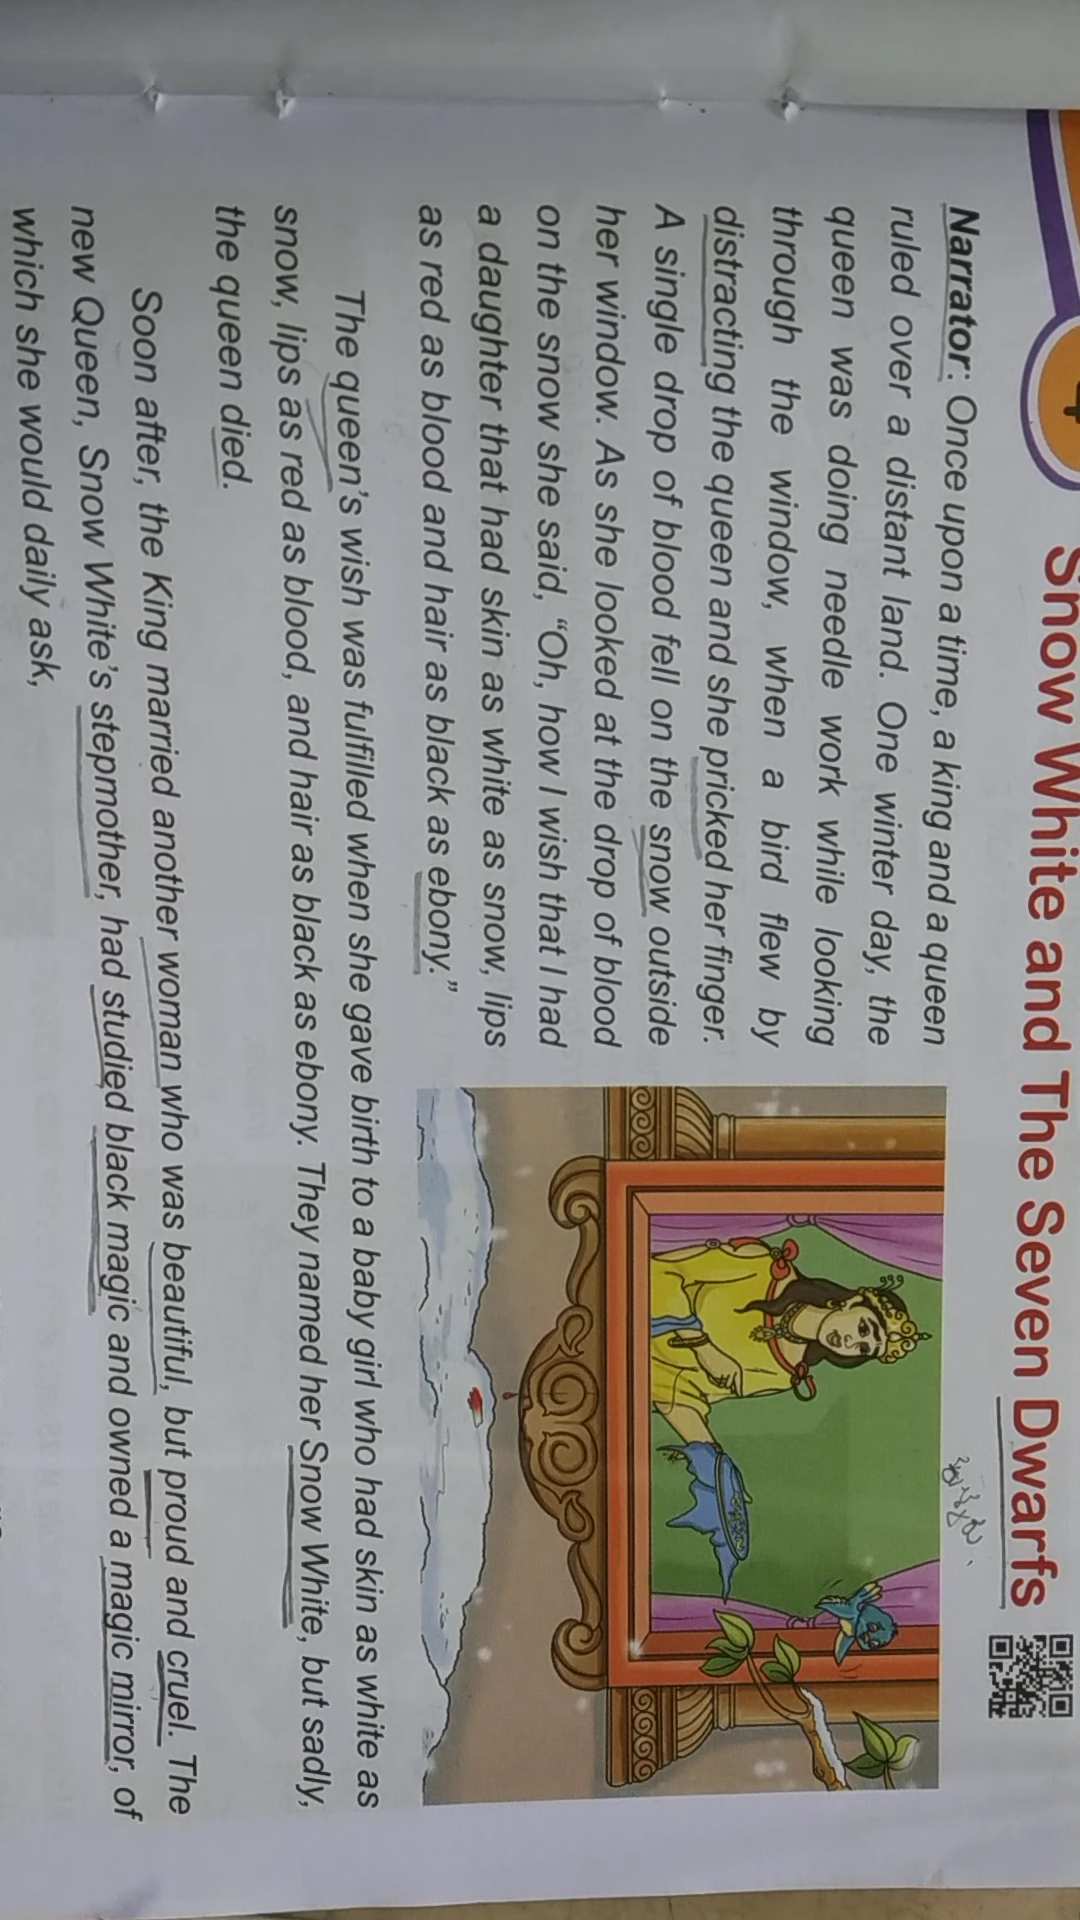 Snow White and The Seven Dwarfs
Narrator: Once upon a time, a king and a queen
ruled over a distant land. One winter day, the
queen was doing needle work while looking
through the window, when a bird flew by
distracting the queen and she pricked her finger.
A single drop of blood fell on the snow outside
her window. As she looked at the drop of blood
on the snow she said, “Oh, how I wish that I had
a daughter that had skin as white as snow, lips
as red as blood and hair as black as ebony.”
The queen’s wish was fulfilled when she gave birth to a baby girl who had skin as white as
snow, lips as red as blood, and hair as black as ebony. They named her Snow White, but sadly,
the queen died.
Soon after, the King married another woman who was beautiful, but proud and cruel. The
new Queen, Snow White’s stepmother, had studied black magic and owned a magic mirror, of
which she would daily ask,